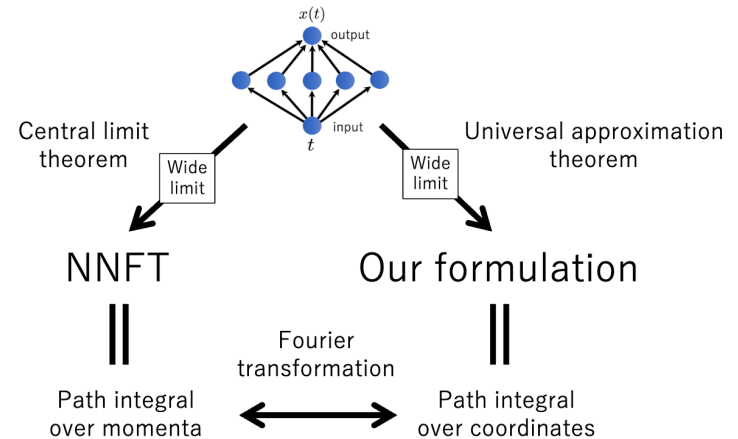 x(t)
output
input
t
Central limit
theorem
Wide
limit
Universal approximation
theorem
Wide
limit
NNFT
Our formulation
Fourier
transformation
Path integral
over momenta
Path integral
over coordinates